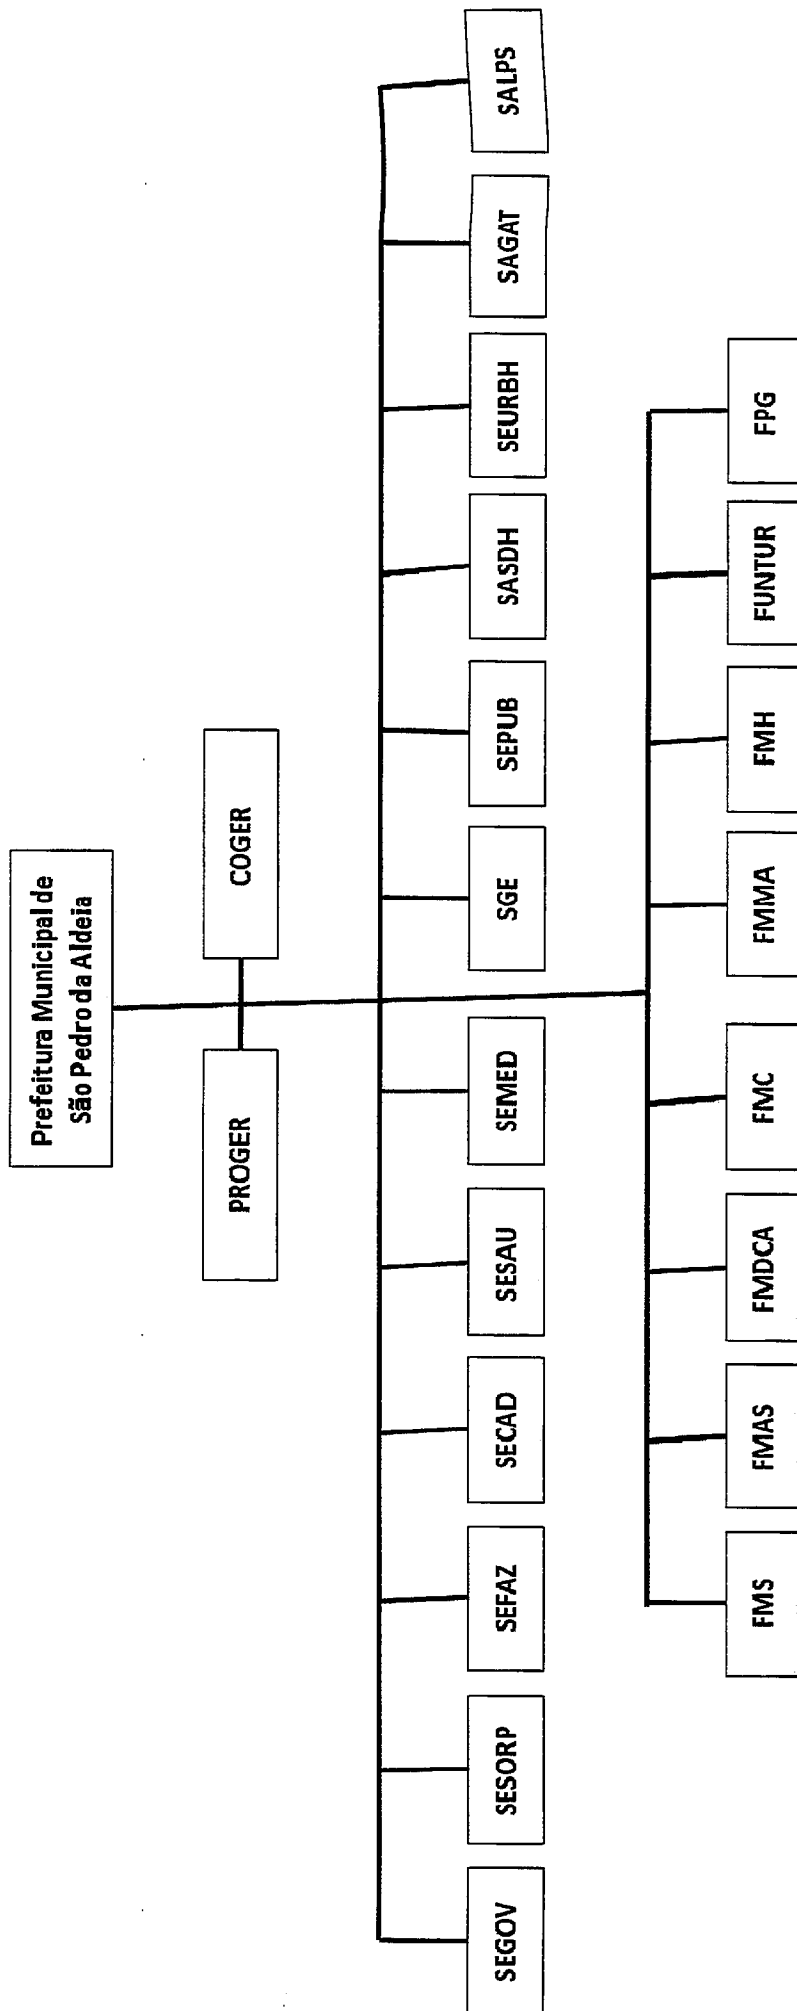 Prefeitura Municipal de
São Pedro da Aldeia
PROGER
COGER
SEGOV
SESORP
SEFAZ
SECAD
SESAU
SEMED
SGE
SEPUB
SASDH
SEURBH
SAGAT
SALPS
FMS
FMAS
FMDCA
FMC
FMMA
FMH
FUNTUR
FPG